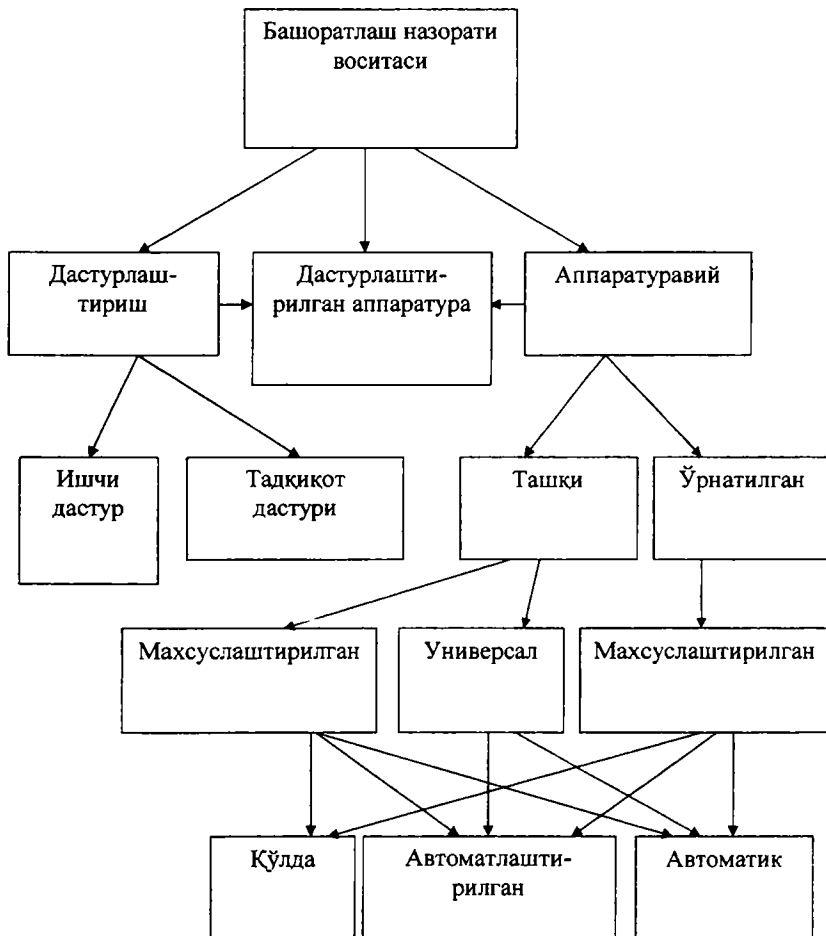 Башоратлаш назорати
воситаси
Дастурлаш-
тириш
Дастурлашти-
рилган аппаратура
Аппаратуравий
Ишчи
дастур
Тадқиқот
дастури
Ташқи
Ўрнатилган
Махсуслаштирилган
Универсал
Махсуслаштирилган
Қўлда
Автоматлашти-
рилган
Автоматик